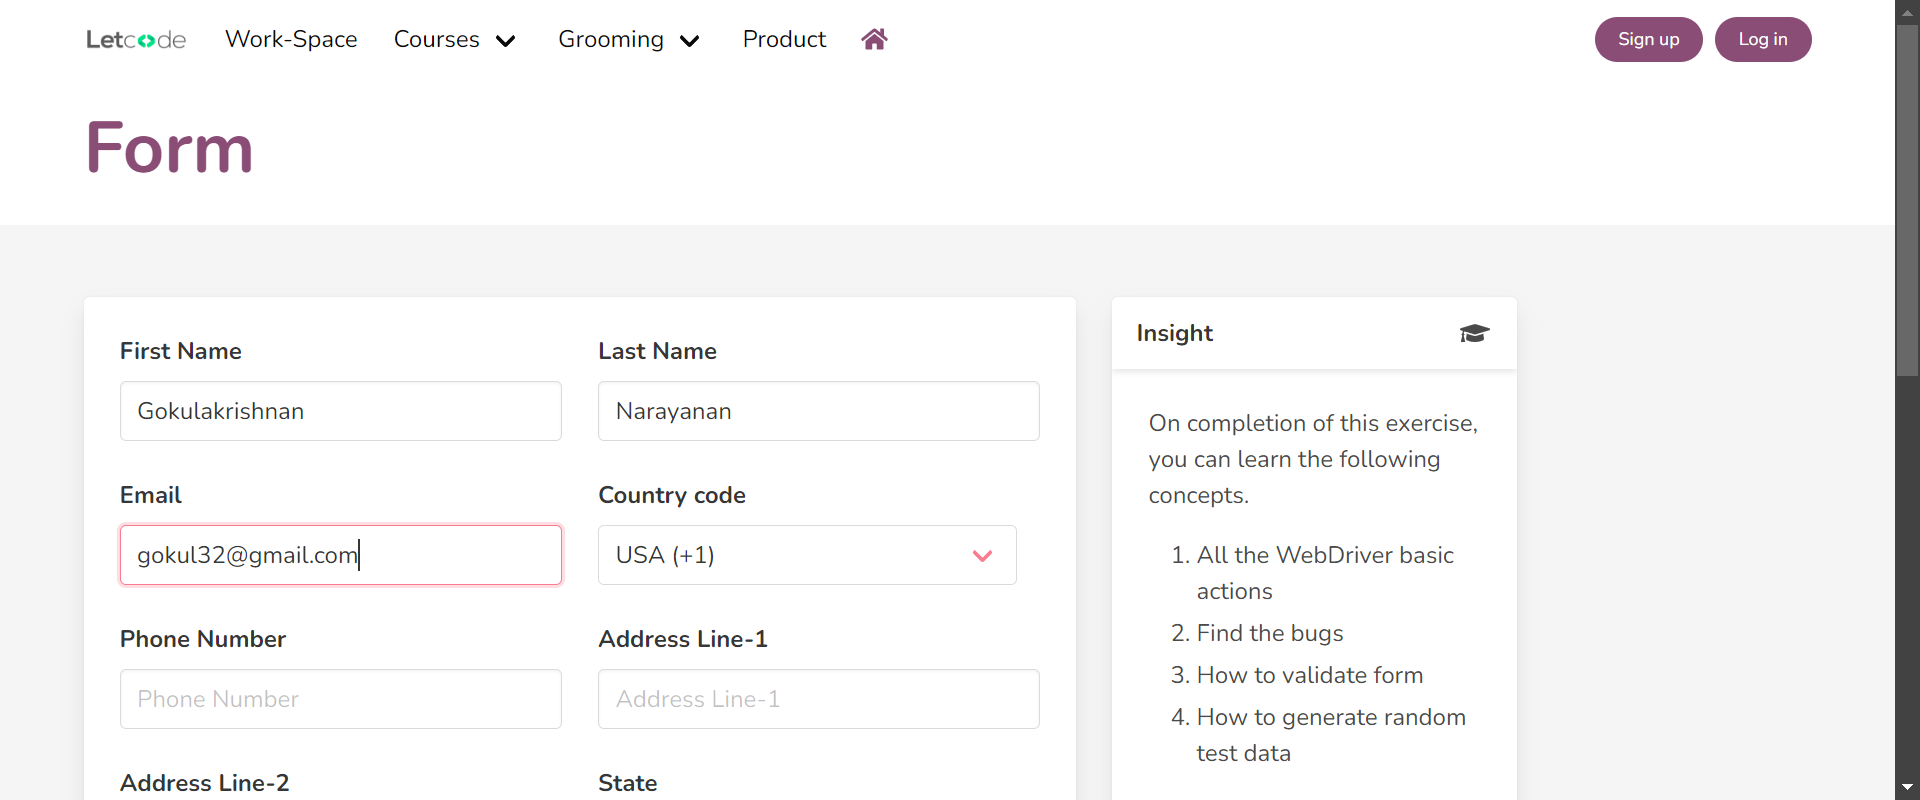 Letcode Work-Space Courses Grooming Product Sign up Log in
Form
First Name Last Name
Gokulakrishnan Narayanan
Email Country code
gokul32@gmail.com USA (+1)
Phone Number Address Line-1
Phone Number Address Line-1
Address Line-2 State
Insight
On completion of this exercise,
you can learn the following
concepts.
1. All the WebDriver basic
actions
2. Find the bugs
3. How to validate form
4. How to generate random
test data